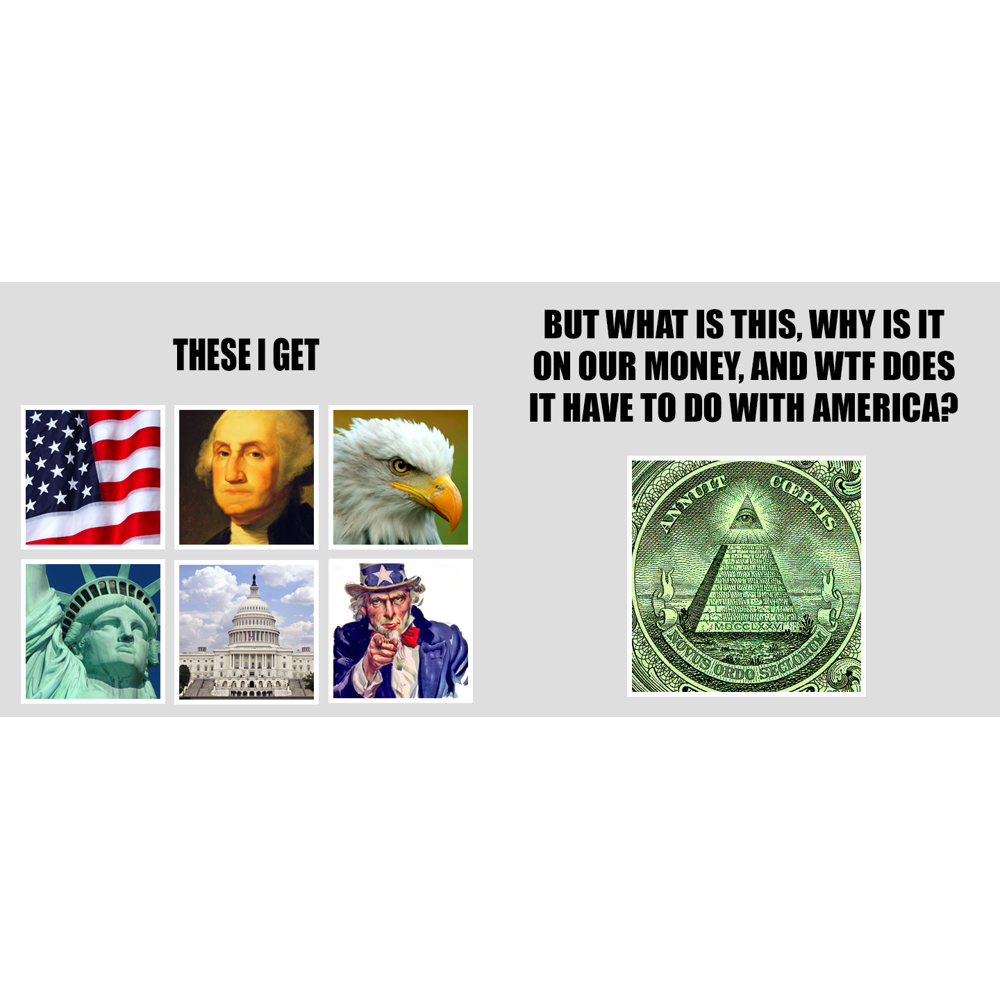 THESE I GET
BUT WHAT IS THIS, WHY IS IT
ON OUR MONEY, AND WTF DOES
IT HAVE TO DO WITH AMERICA?
ANNUIT CŒPTIS
MDCCLXXVI
NOVUS ORDO SECLORUM